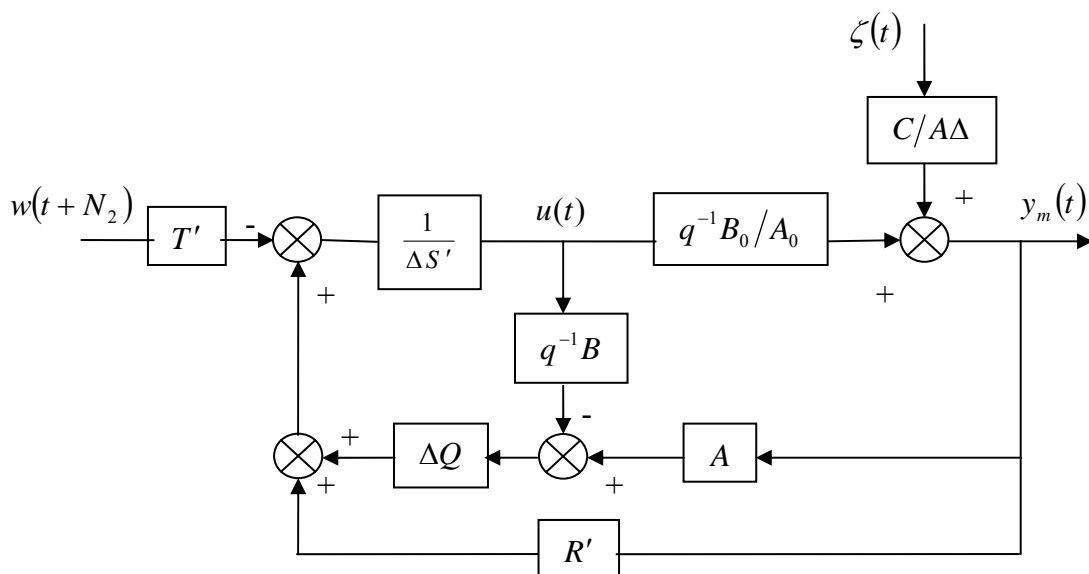 ζ(t)
C/AΔ
+
w(t + N₂)
T′
-
+
1
ΔS′
u(t)
q⁻¹B₀/A₀
+
y_m(t)
q⁻¹B
-
+
ΔQ
+
A
+
R′